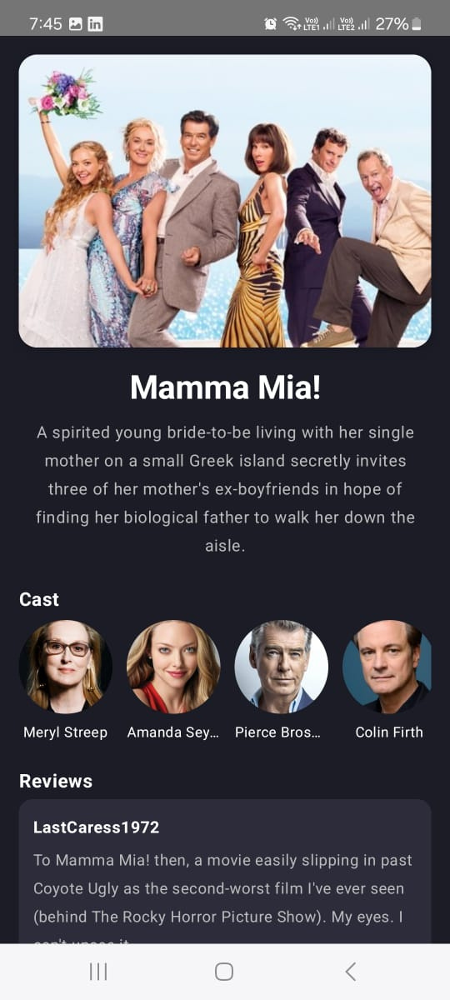 7:45
Vo)) LTE1 Vo)) LTE2 27%
Mamma Mia!
A spirited young bride-to-be living with her single
mother on a small Greek island secretly invites
three of her mother's ex-boyfriends in hope of
finding her biological father to walk her down the
aisle.
Cast
Meryl Streep Amanda Sey... Pierce Bros... Colin Firth
Reviews
LastCaress1972
To Mamma Mia! then, a movie easily slipping in past
Coyote Ugly as the second-worst film I've ever seen
(behind The Rocky Horror Picture Show). My eyes. I
can't unsee it